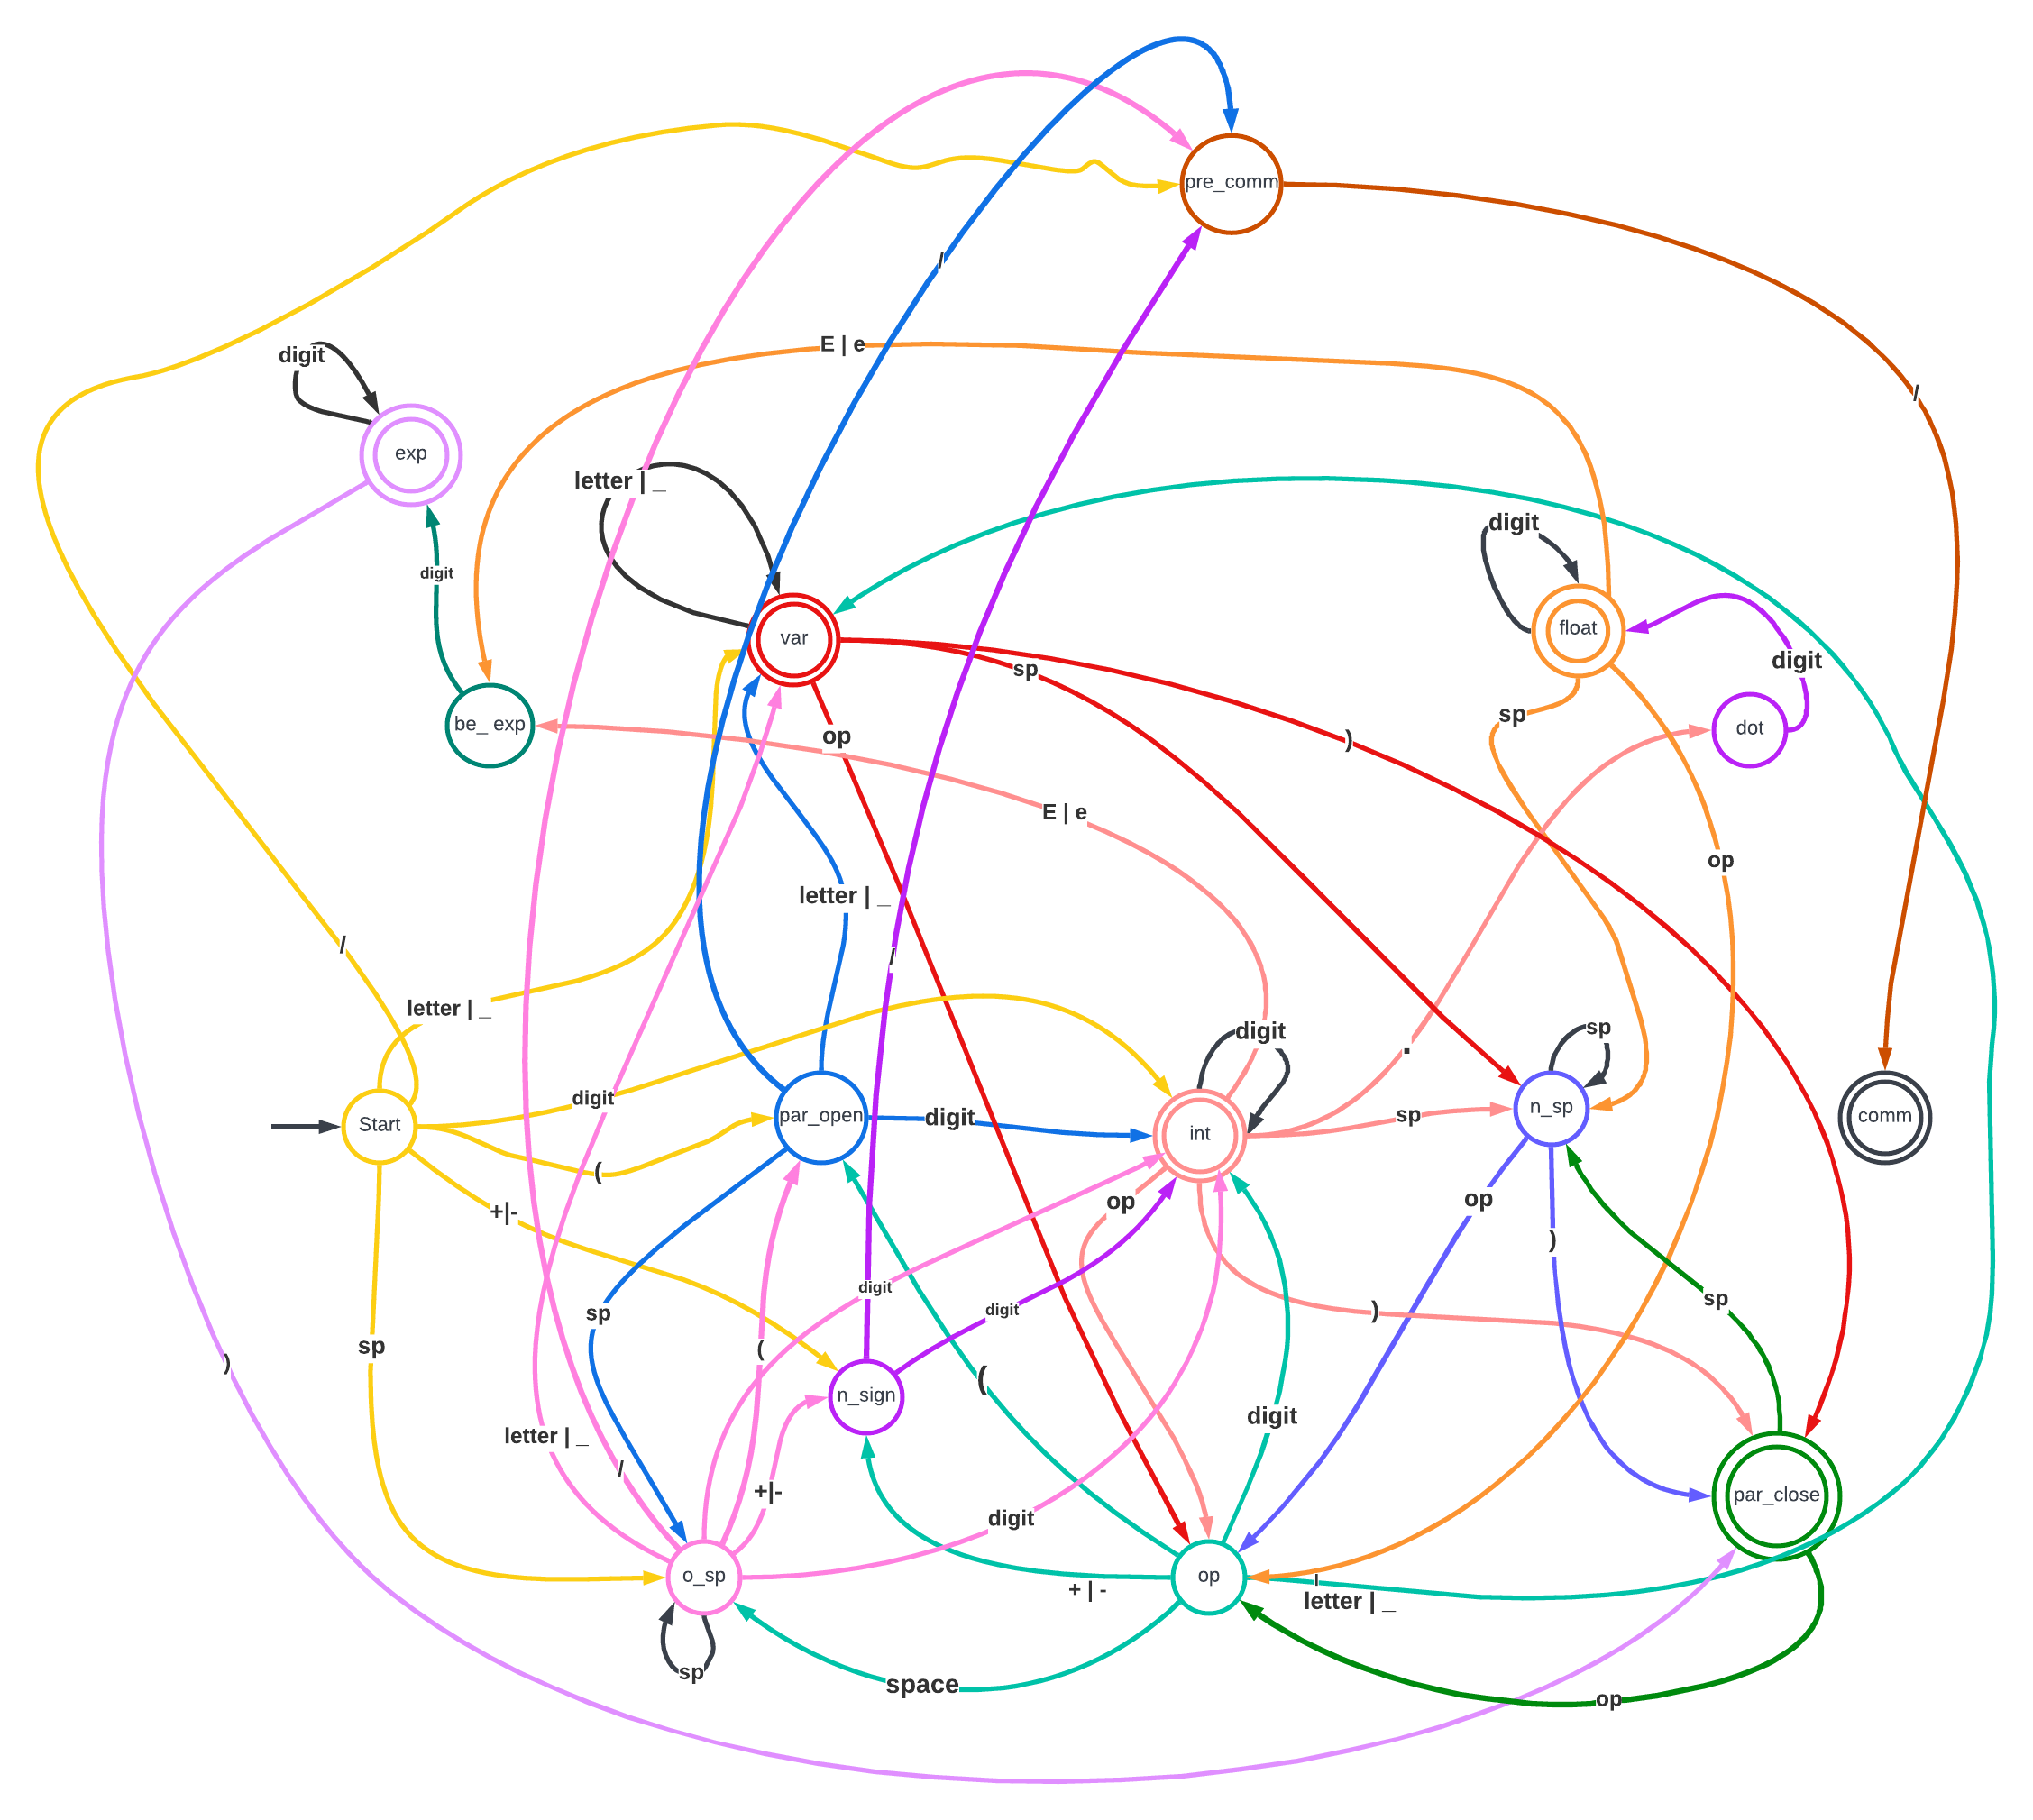 pre_comm
/
E | e
digit
/
exp
letter | _
digit
digit
float
var
digit
sp
sp
be_ exp
dot
op
)
E | e
op
letter | _
/
/
letter | _
digit
.
sp
digit
Start
par_open
digit
int
sp
n_sp
comm
(
+|-
op
op
)
digit
sp
digit
)
sp
sp
(
)
n_sign
(
digit
letter | _
/
+|-
par_close
digit
o_sp
op
+ | -
|
letter | _
sp
space
op